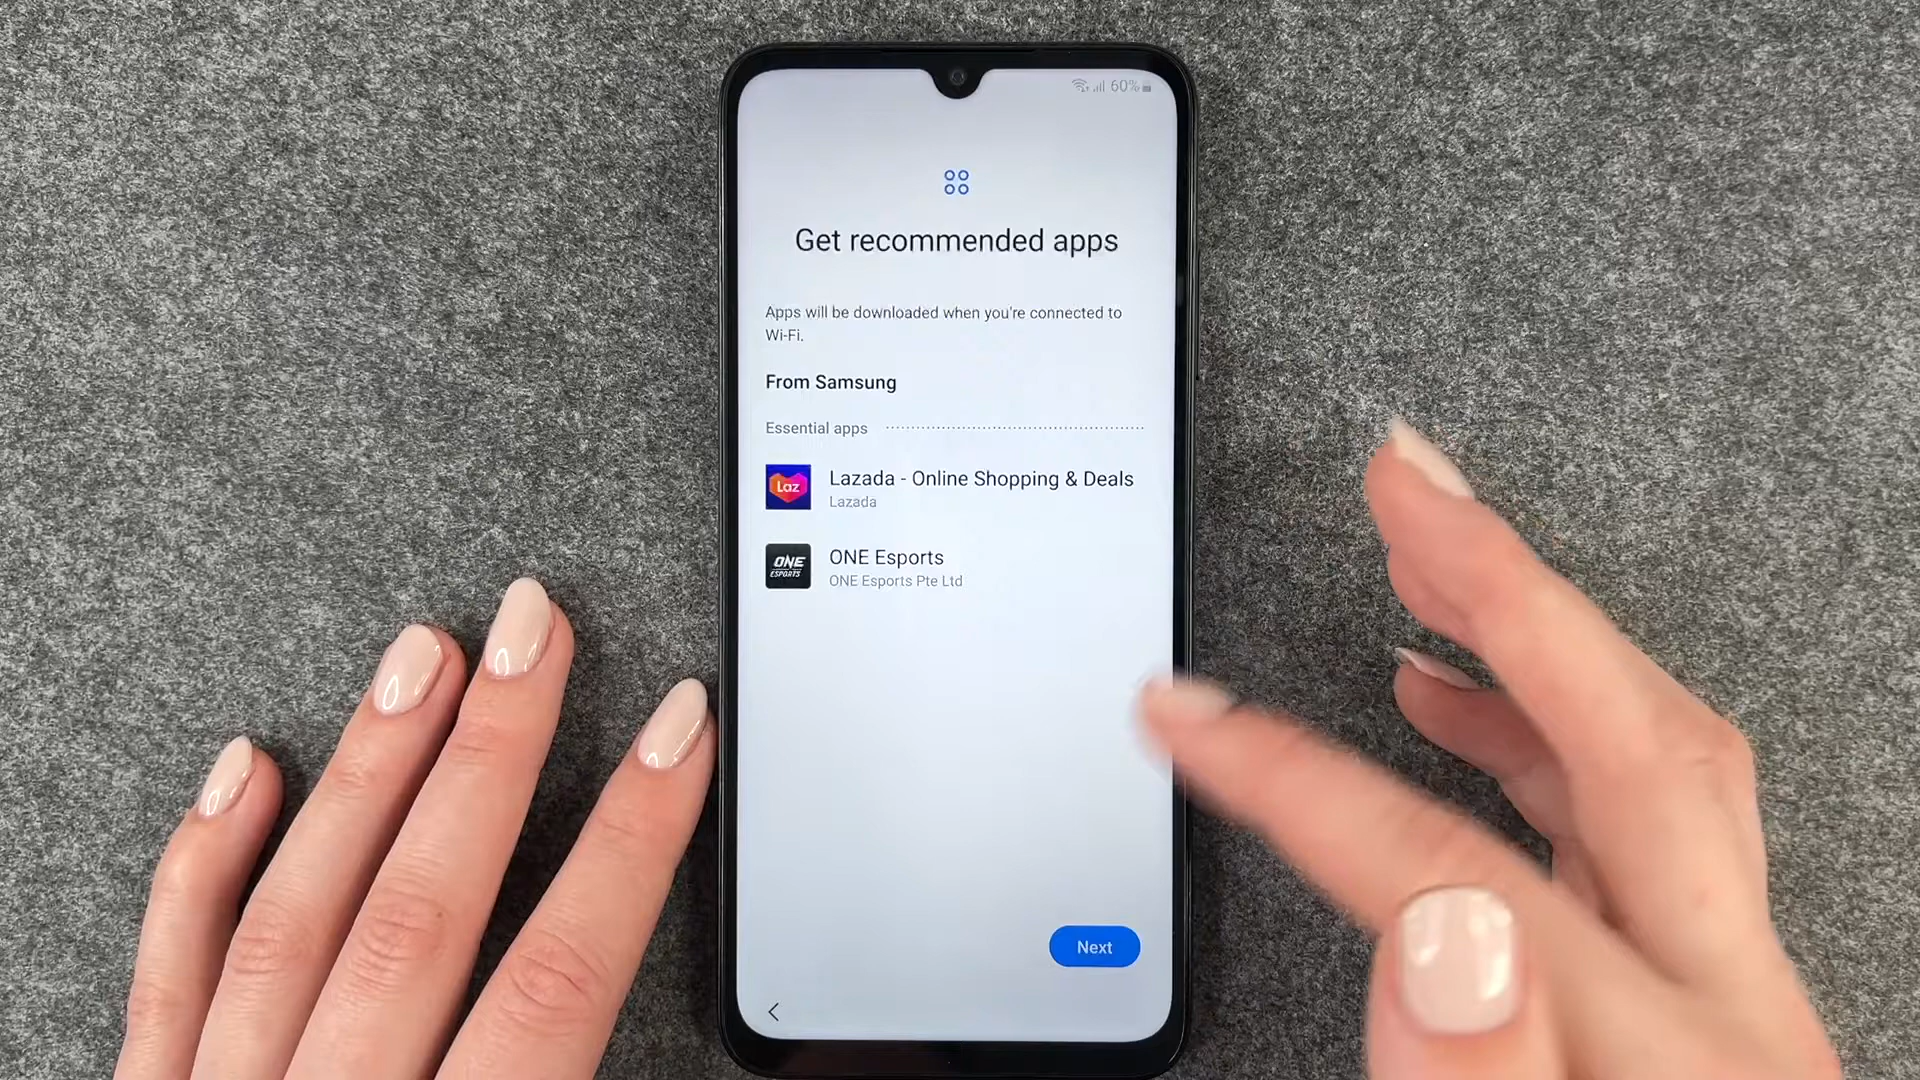 60%
Get recommended apps
Apps will be downloaded when you're connected to
Wi-Fi.
From Samsung
Essential apps
Laz
Lazada - Online Shopping & Deals
Lazada
ONE
ESPORTS
ONE Esports
ONE Esports Pte Ltd
Next